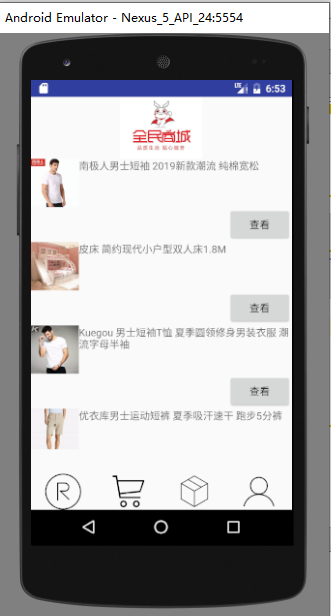 Android Emulator - Nexus_5_API_24:5554
LTE
6:53
全民商城
品质生活 贴心服务
南极人男士短袖 2019新款潮流 纯棉宽松
查看
皮床 简约现代小户型双人床1.8M
查看
Kuegou 男士短袖T恤 夏季圆领修身男装衣服 潮
流字母半袖
查看
优衣库男士运动短裤 夏季吸汗速干 跑步5分裤
R